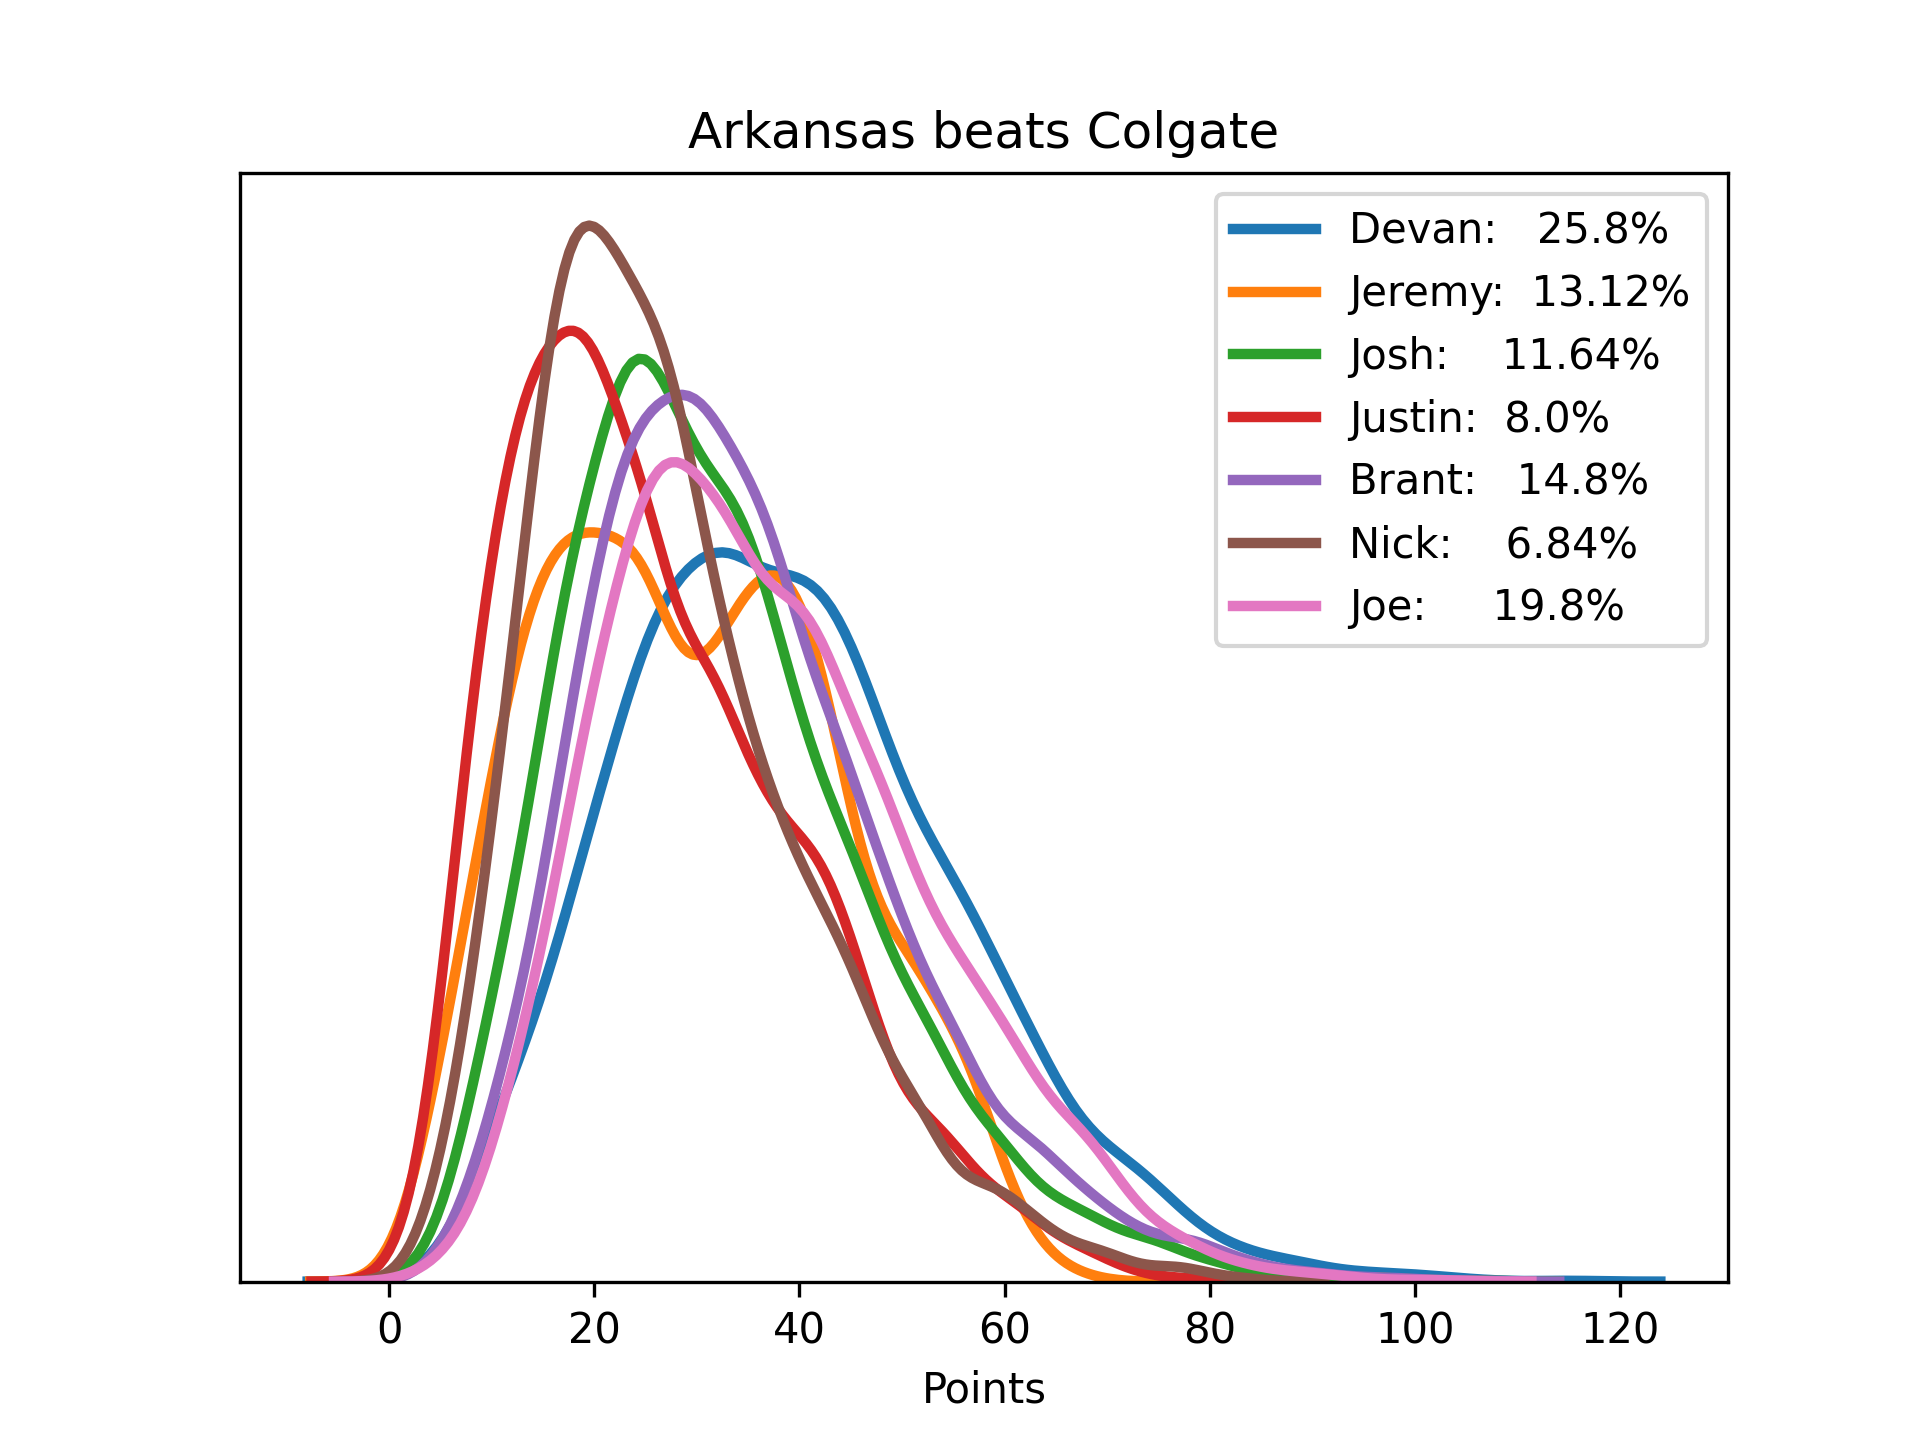 Arkansas beats Colgate
Devan: 25.8%
Jeremy: 13.12%
Josh: 11.64%
Justin: 8.0%
Brant: 14.8%
Nick: 6.84%
Joe: 19.8%
0 20 40 60 80 100 120
Points